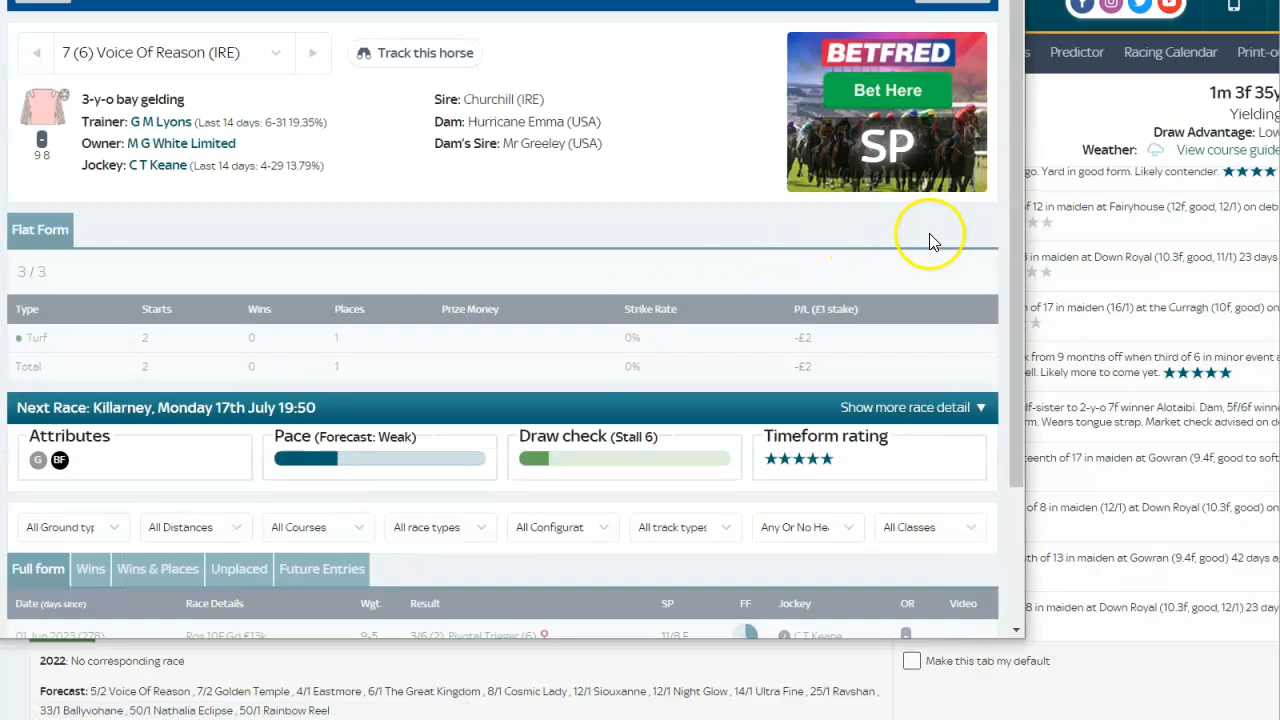 7 (6) Voice Of Reason (IRE)
Track this horse
BETFRED
Bet Here
SP
3-y-o bay gelding
Trainer: G M Lyons (Last 14 days: 6-31 19.35%)
Owner: M G White Limited
Jockey: C T Keane (Last 14 days: 4-29 13.79%)
9 8
Sire: Churchill (IRE)
Dam: Hurricane Emma (USA)
Dam's Sire: Mr Greeley (USA)
Flat Form
3 / 3
Type Starts Wins Places Prize Money Strike Rate P/L (£1 stake)
Turf 2 0 1 0% -£2
Total 2 0 1 0% -£2
Next Race: Killarney, Monday 17th July 19:50
Show more race detail ▼
Attributes
G BF
Pace (Forecast: Weak)
Draw check (Stall 6)
Timeform rating
★★★★★
All Ground typ All Distances All Courses All race types All Configurat All track types Any Or No He All Classes
Full form Wins Wins & Places Unplaced Future Entries
Date (days since) Race Details Wgt. Result SP FF Jockey OR Video
3/6 (2) Pivotal Trigger (6) 11/8 F C T Keane
2022: No corresponding race
Forecast: 5/2 Voice Of Reason , 7/2 Golden Temple , 4/1 Eastmore , 6/1 The Great Kingdom , 8/1 Cosmic Lady , 12/1 Siouxanne , 12/1 Night Glow , 14/1 Ultra Fine , 25/1 Ravshan ,
33/1 Ballyvohane , 50/1 Nathalia Eclipse , 50/1 Rainbow Reel
s Predictor Racing Calendar Print-o
1m 3f 35y
Yielding
Draw Advantage: Low
Weather: View course guide
go. Yard in good form. Likely contender. ★★★★
of 12 in maiden at Fairyhouse (12f, good, 12/1) on deb
★★
in maiden at Down Royal (10.3f, good, 11/1) 23 days
★★
of 17 in maiden (16/1) at the Curragh (10f, good) on
★
from 9 months off when third of 6 in minor event a
ell. Likely more to come yet. ★★★★★
lf-sister to 2-y-o 7f winner Alotaibi. Dam, 5f/6f winner
rm. Wears tongue strap. Market check advised on de
teenth of 17 in maiden at Gowran (9.4f, good to soft
of 8 in maiden (12/1) at Down Royal (10.3f, good) on
th of 13 in maiden at Gowran (9.4f, good) 42 days a
8 in maiden at Down Royal (10.3f, good, 12/1) 23 day
Make this tab my default